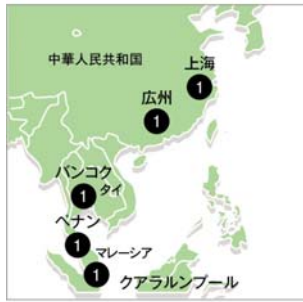 中華人民共和国
上海
1
広州
1
バンコク
タイ
1
ペナン
1
マレーシア
1
クアラルンプール